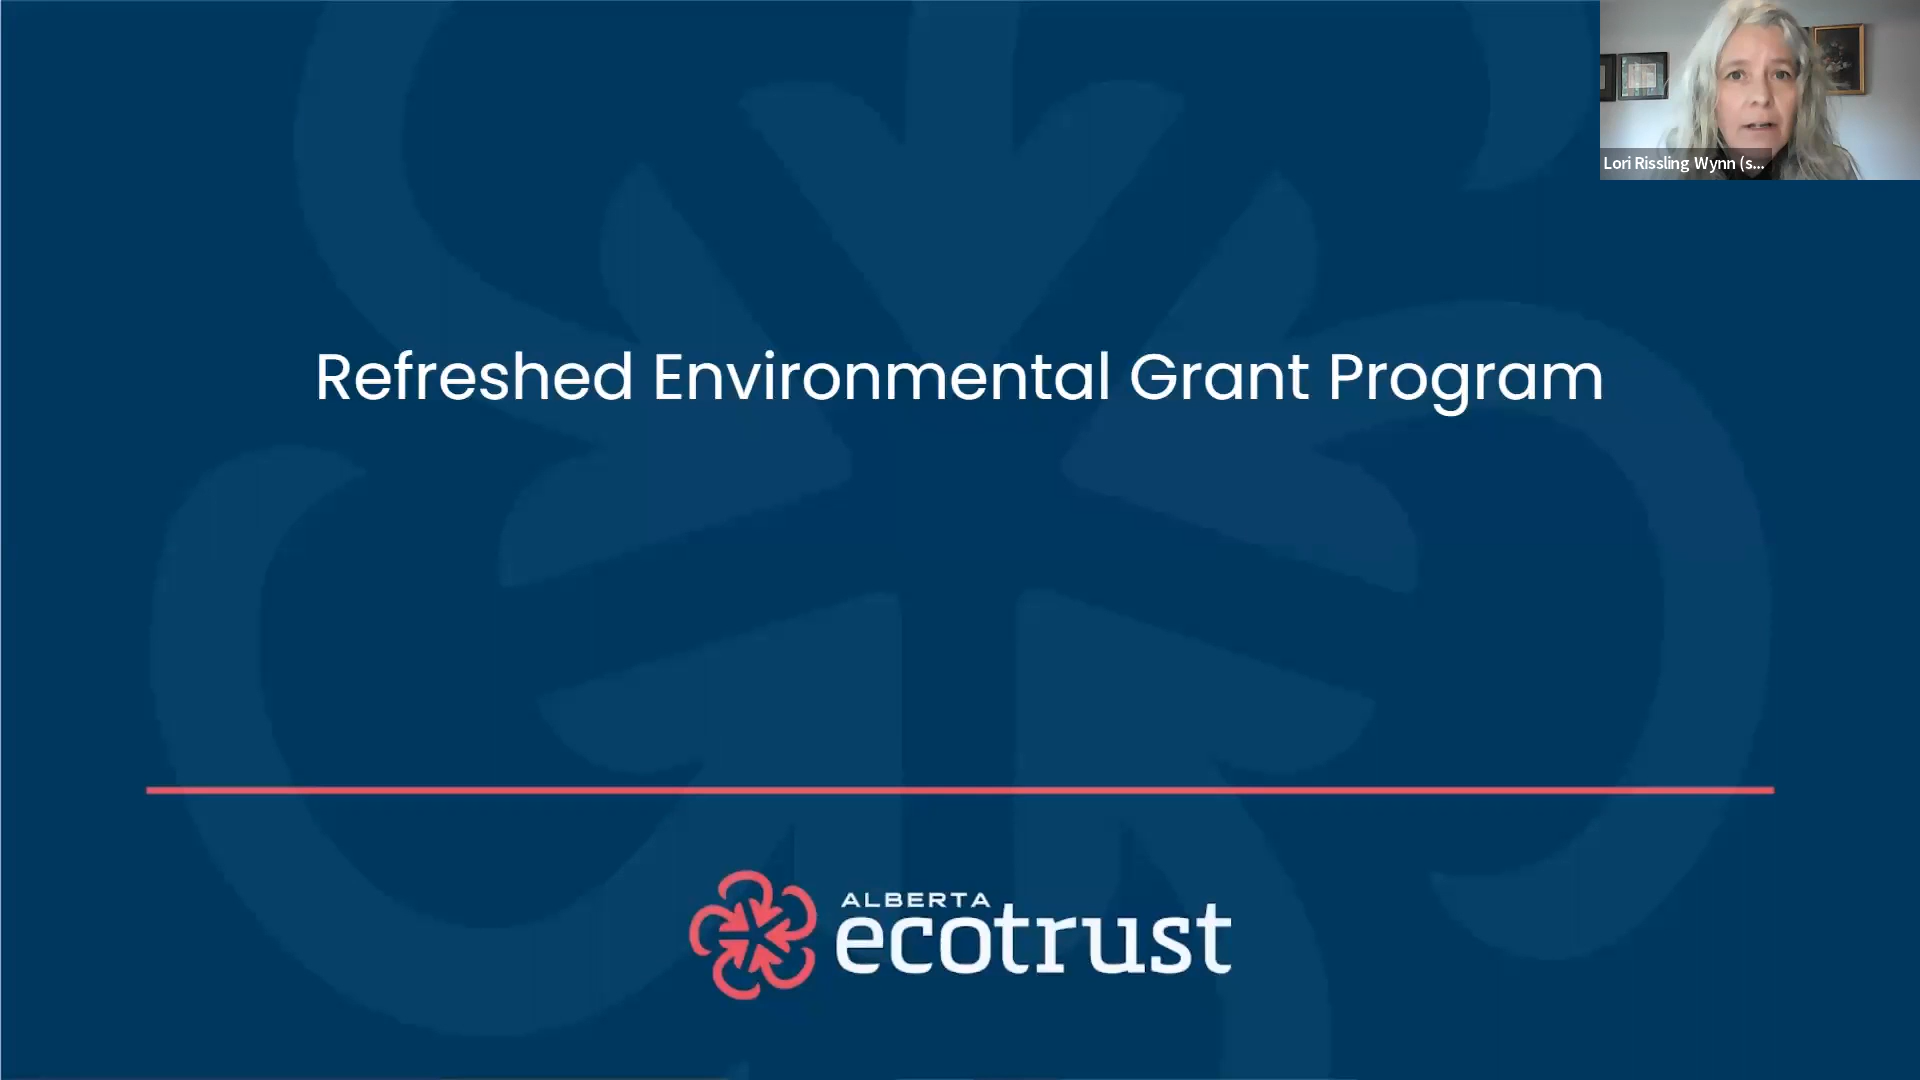 Lori Rissling Wynn (s...
Refreshed Environmental Grant Program
ALBERTA
ecotrust